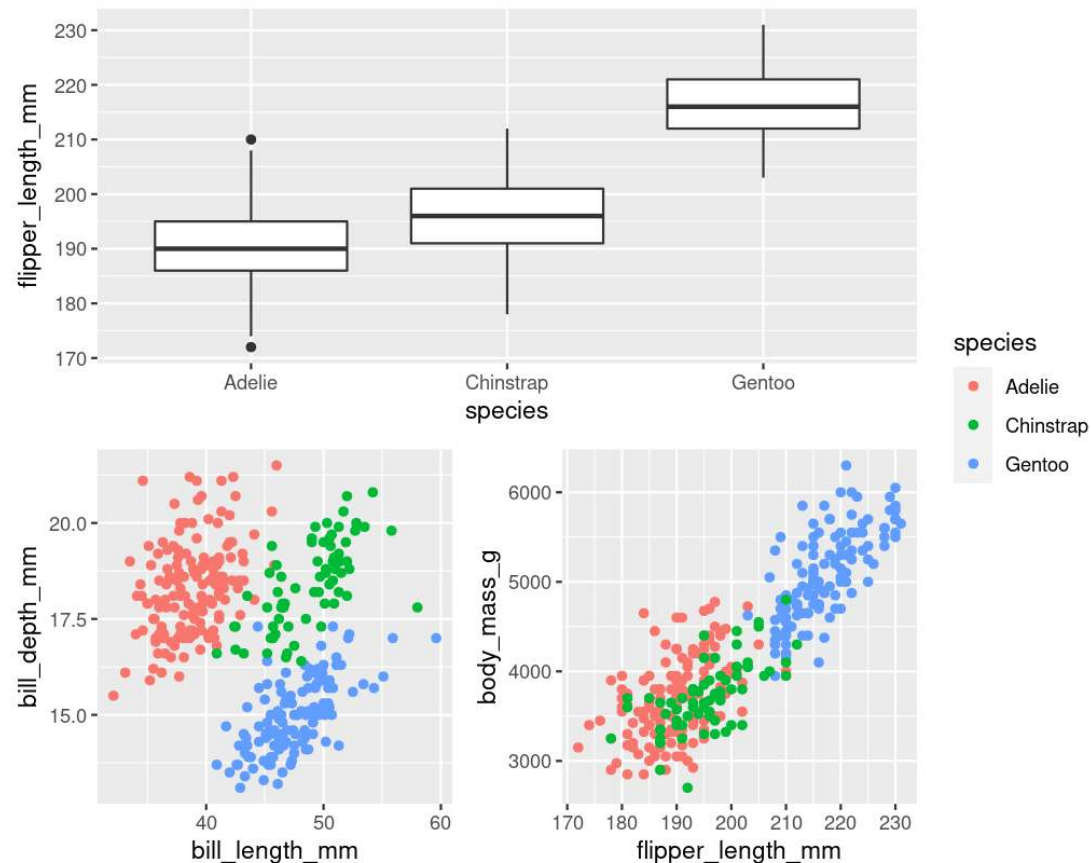 flipper_length_mm
230
220
210
200
190
180
170
Adelie
Chinstrap
Gentoo
species
species
Adelie
Chinstrap
Gentoo
bill_depth_mm
20.0
17.5
15.0
40
50
60
bill_length_mm
body_mass_g
6000
5000
4000
3000
170
180
190
200
210
220
230
flipper_length_mm